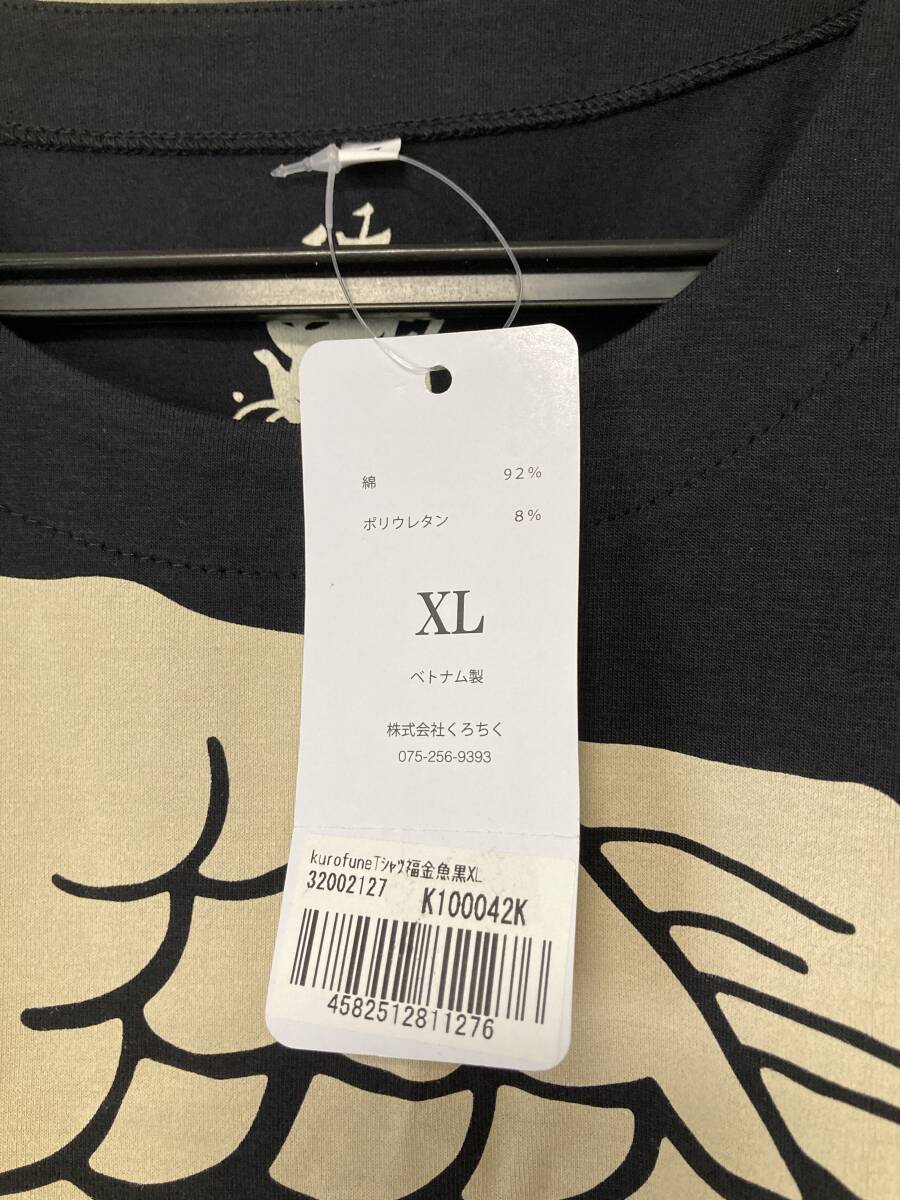 綿 92%
ポリウレタン 8%
XL
ベトナム製
株式会社くろちく
075-256-9393
kurofuneTシャツ福金魚黒XL
32002127 K100042K
4582512811276